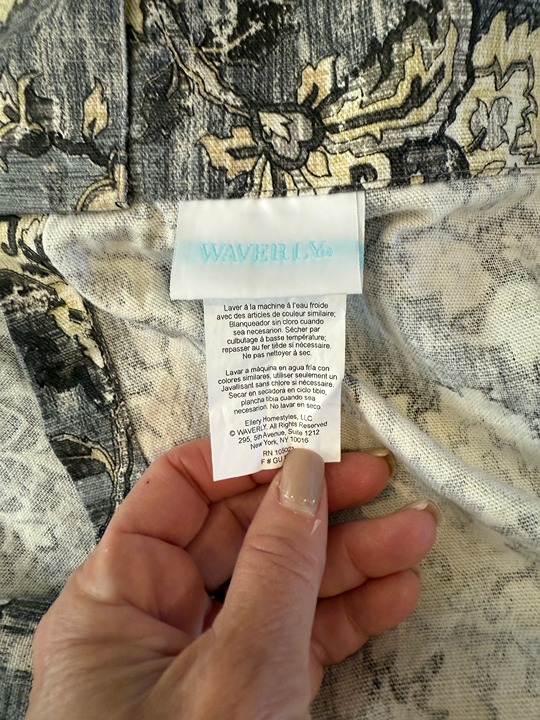 WAVERLY®
Laver à la machine à l'eau froide
avec des articles de couleur similaire;
Blanqueador sin cloro cuando
sea necesarion. Sécher par
culbutage à basse température;
repasser au fer tiède si nécessaire.
Ne pas nettoyer à sec.
Lavar a máquina en agua fría con
colores similares, utiliser seulement un
Javallisant sans chlore si nécessaire.
Secar en secadora en ciclo tibio,
plancha tibia cuando sea
necesarion. No lavar en seco.
Ellery Homestyles, LLC
© WAVERLY. All Rights Reserved
295, 5th Avenue, Suite 1212
New York, NY 10016
RN
F # GU